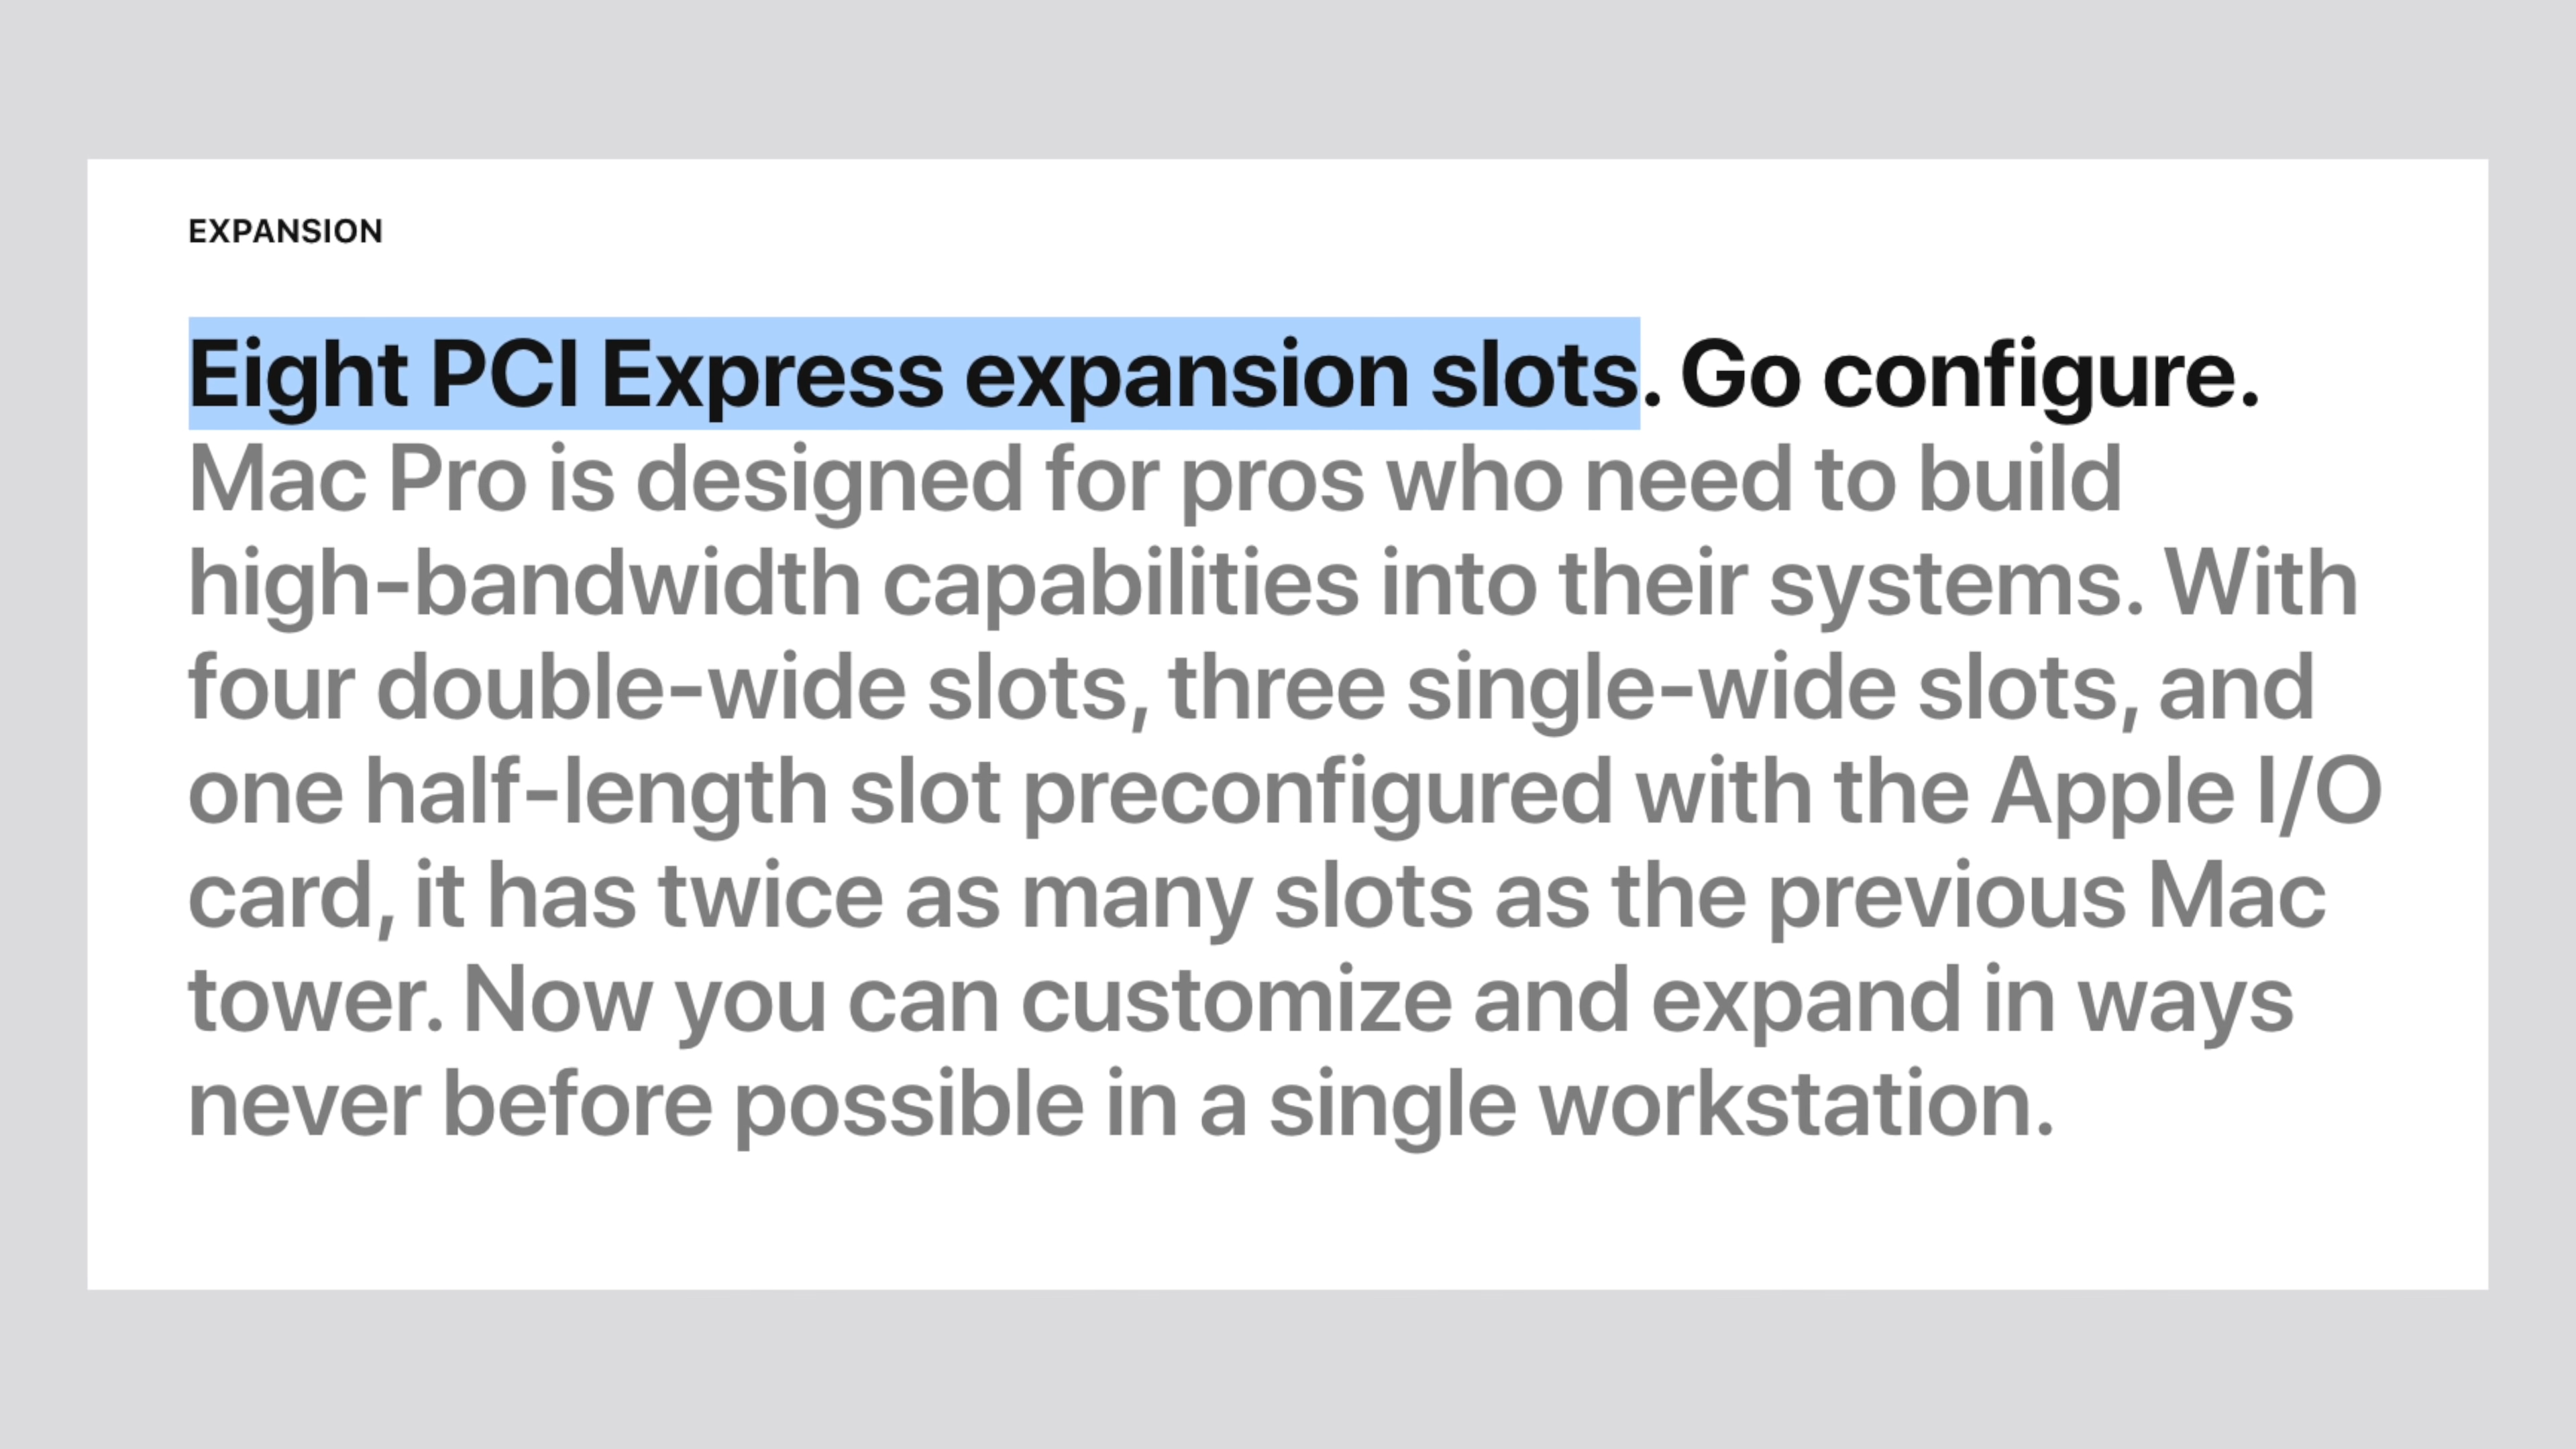 EXPANSION
Eight PCI Express expansion slots. Go configure.
Mac Pro is designed for pros who need to build
high-bandwidth capabilities into their systems. With
four double-wide slots, three single-wide slots, and
one half-length slot preconfigured with the Apple I/O
card, it has twice as many slots as the previous Mac
tower. Now you can customize and expand in ways
never before possible in a single workstation.